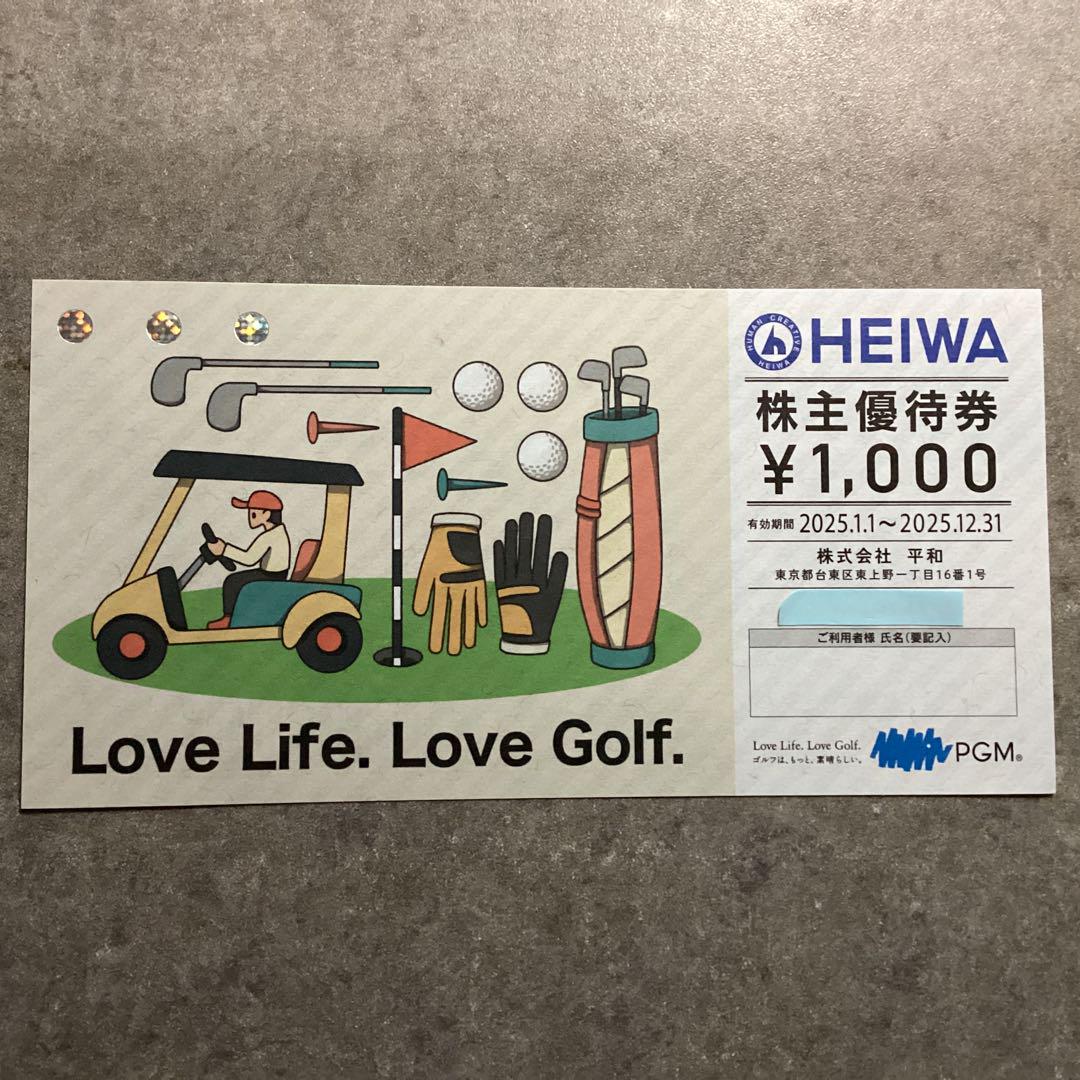 Love Life. Love Golf.
HUMAN CREATIVE
HEIWA
h
HEIWA
株主優待券
¥1,000
有効期間 2025.1.1～2025.12.31
株式会社 平和
東京都台東区東上野一丁目16番1号
ご利用者様 氏名(要記入)
Love Life. Love Golf.
ゴルフは、もっと、素晴らしい。
PGM®